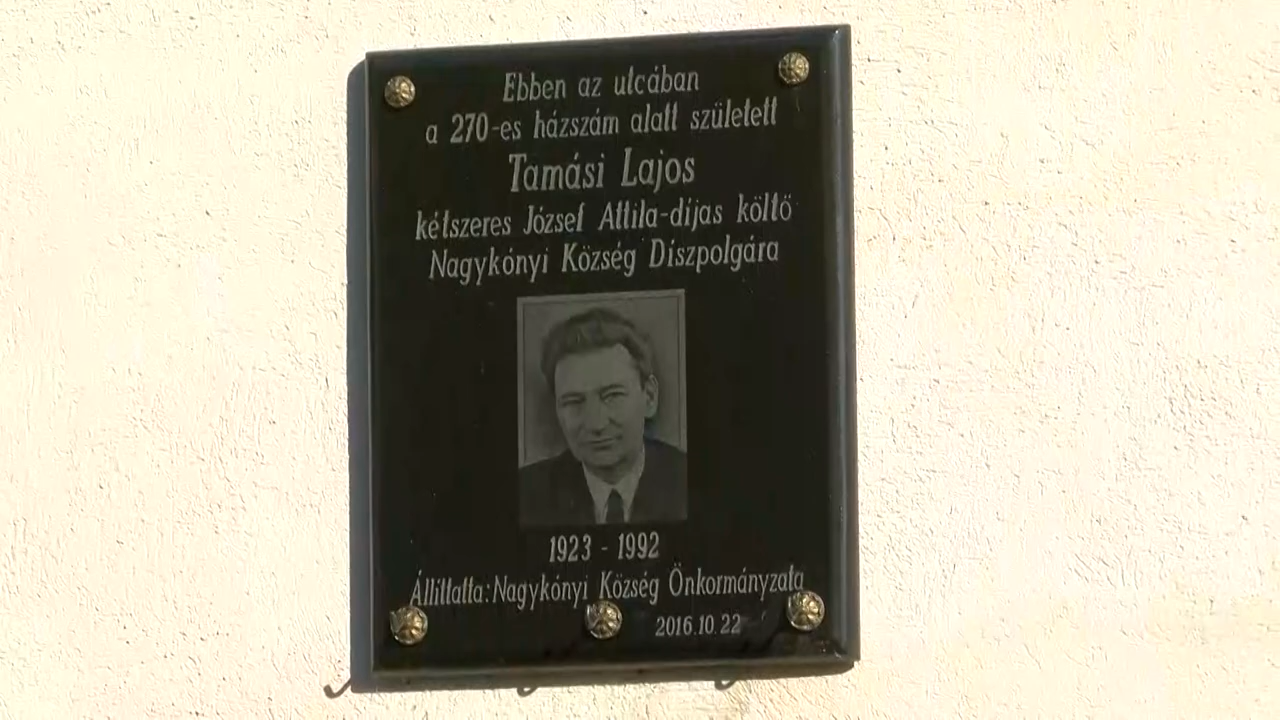 Ebben az utcában
a 270-es házszám alatt született
Tamási Lajos
kétszeres József Attila-díjas költő
Nagykónyi Község Díszpolgára
1923 - 1992
Állíttatta: Nagykónyi Község Önkormányzata
2016.10.22